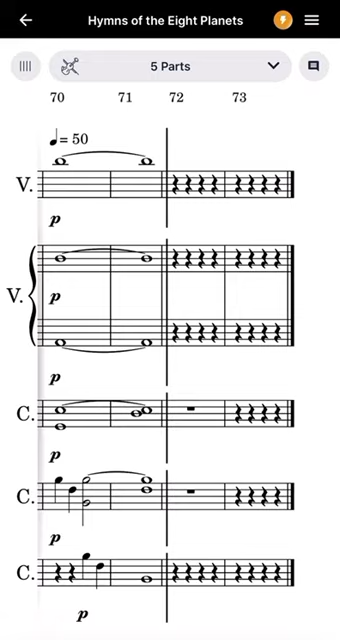 Hymns of the Eight Planets
5 Parts
70 71 72 73
♩= 50
V.
p
V.
p
p
C.
p
C.
p
C.
p